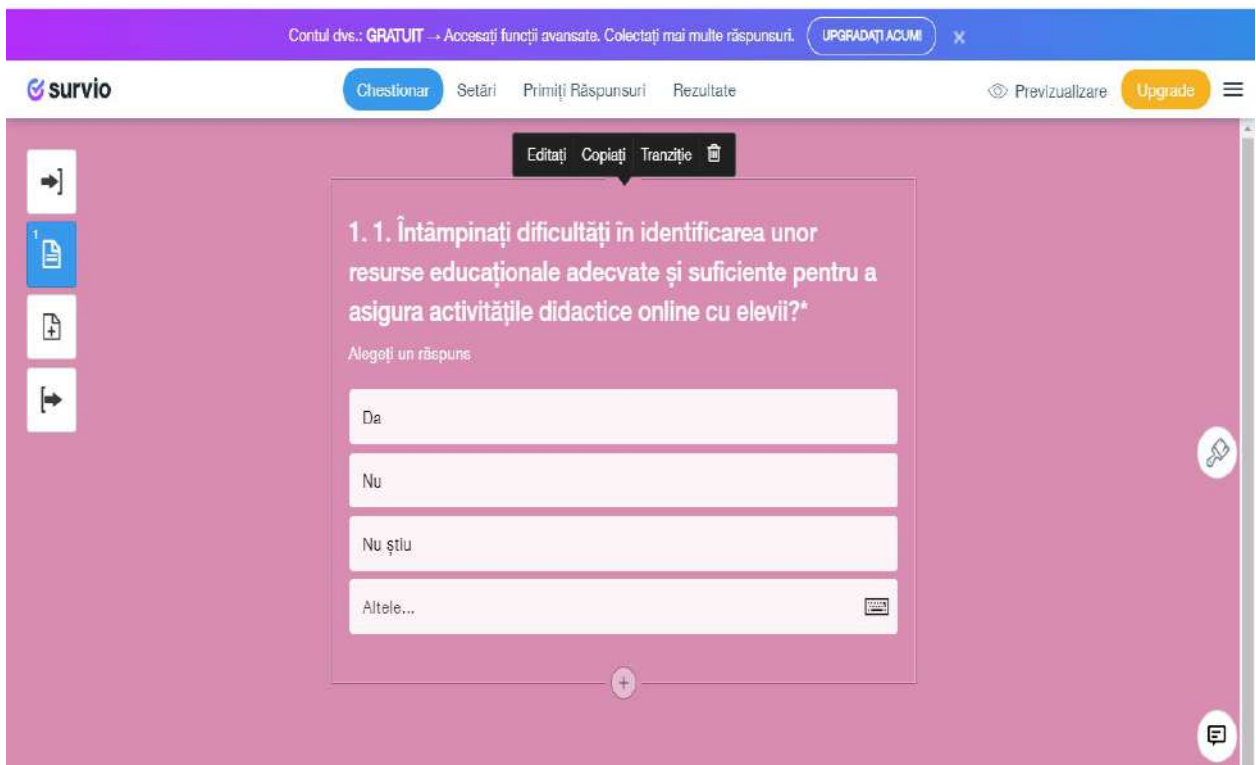 Contul dvs.: GRATUIT → Accesați funcții avansate. Colectați mai multe răspunsuri. UPGRADAȚI ACUM!
survio Chestionar Setări Primiți Răspunsuri Rezultate Previzualizare Upgrade
Editați Copiați Tranziție
1
1. 1. Întâmpinați dificultăți în identificarea unor
resurse educaționale adecvate și suficiente pentru a
asigura activitățile didactice online cu elevii?*
Alegeți un răspuns
Da
Nu
Nu știu
Altele...